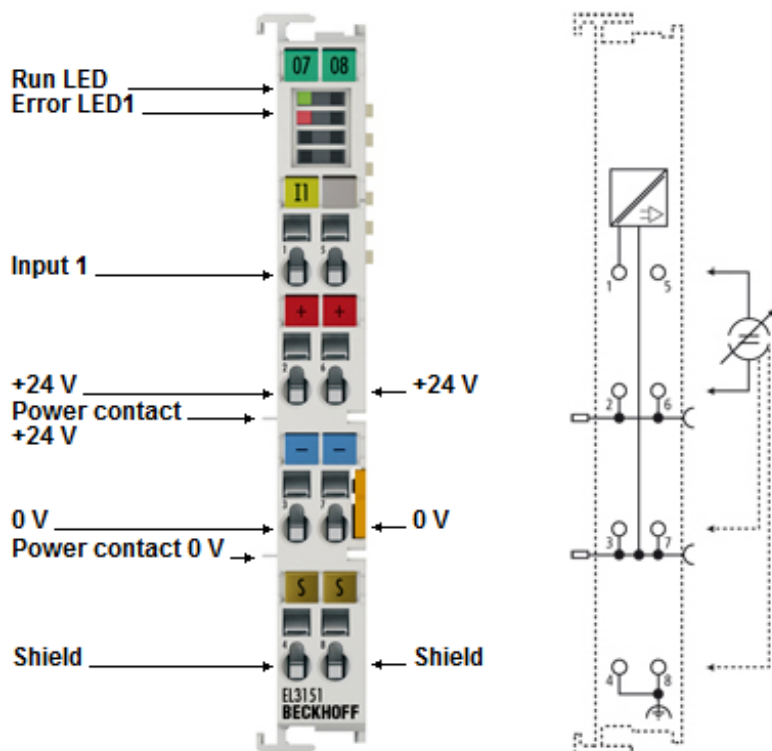 07 08
Run LED
Error LED1
I1
1 5
Input 1
+ +
2 6
+24 V +24 V
Power contact
+24 V
- -
3 7
0 V 0 V
Power contact 0 V
S S
4 8
Shield Shield
EL3151
BECKHOFF
1 5
2 6
3 7
4 8